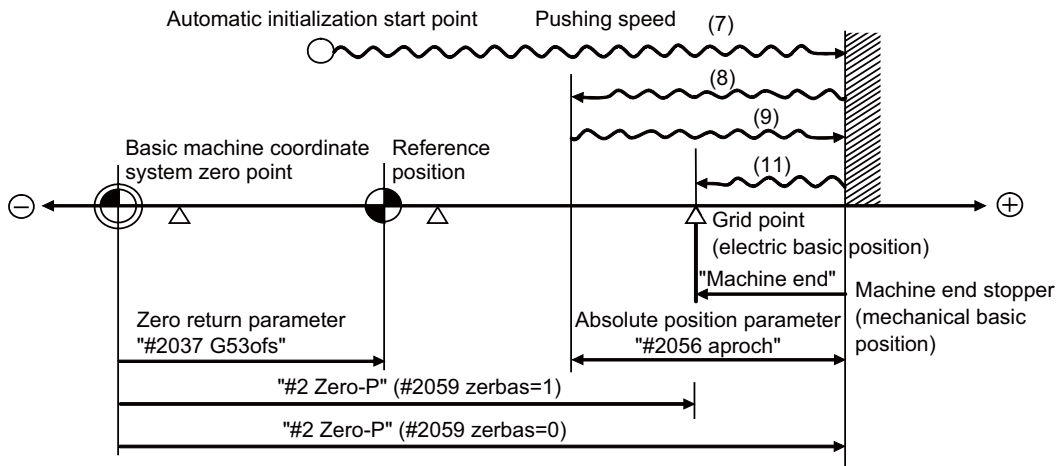 Automatic initialization start point
Pushing speed
(7)
(8)
(9)
Basic machine coordinate
system zero point
Reference
position
(11)
−
+
Grid point
(electric basic position)
"Machine end"
Machine end stopper
(mechanical basic
position)
Zero return parameter
"#2037 G53ofs"
Absolute position parameter
"#2056 aproch"
"#2 Zero-P" (#2059 zerbas=1)
"#2 Zero-P" (#2059 zerbas=0)